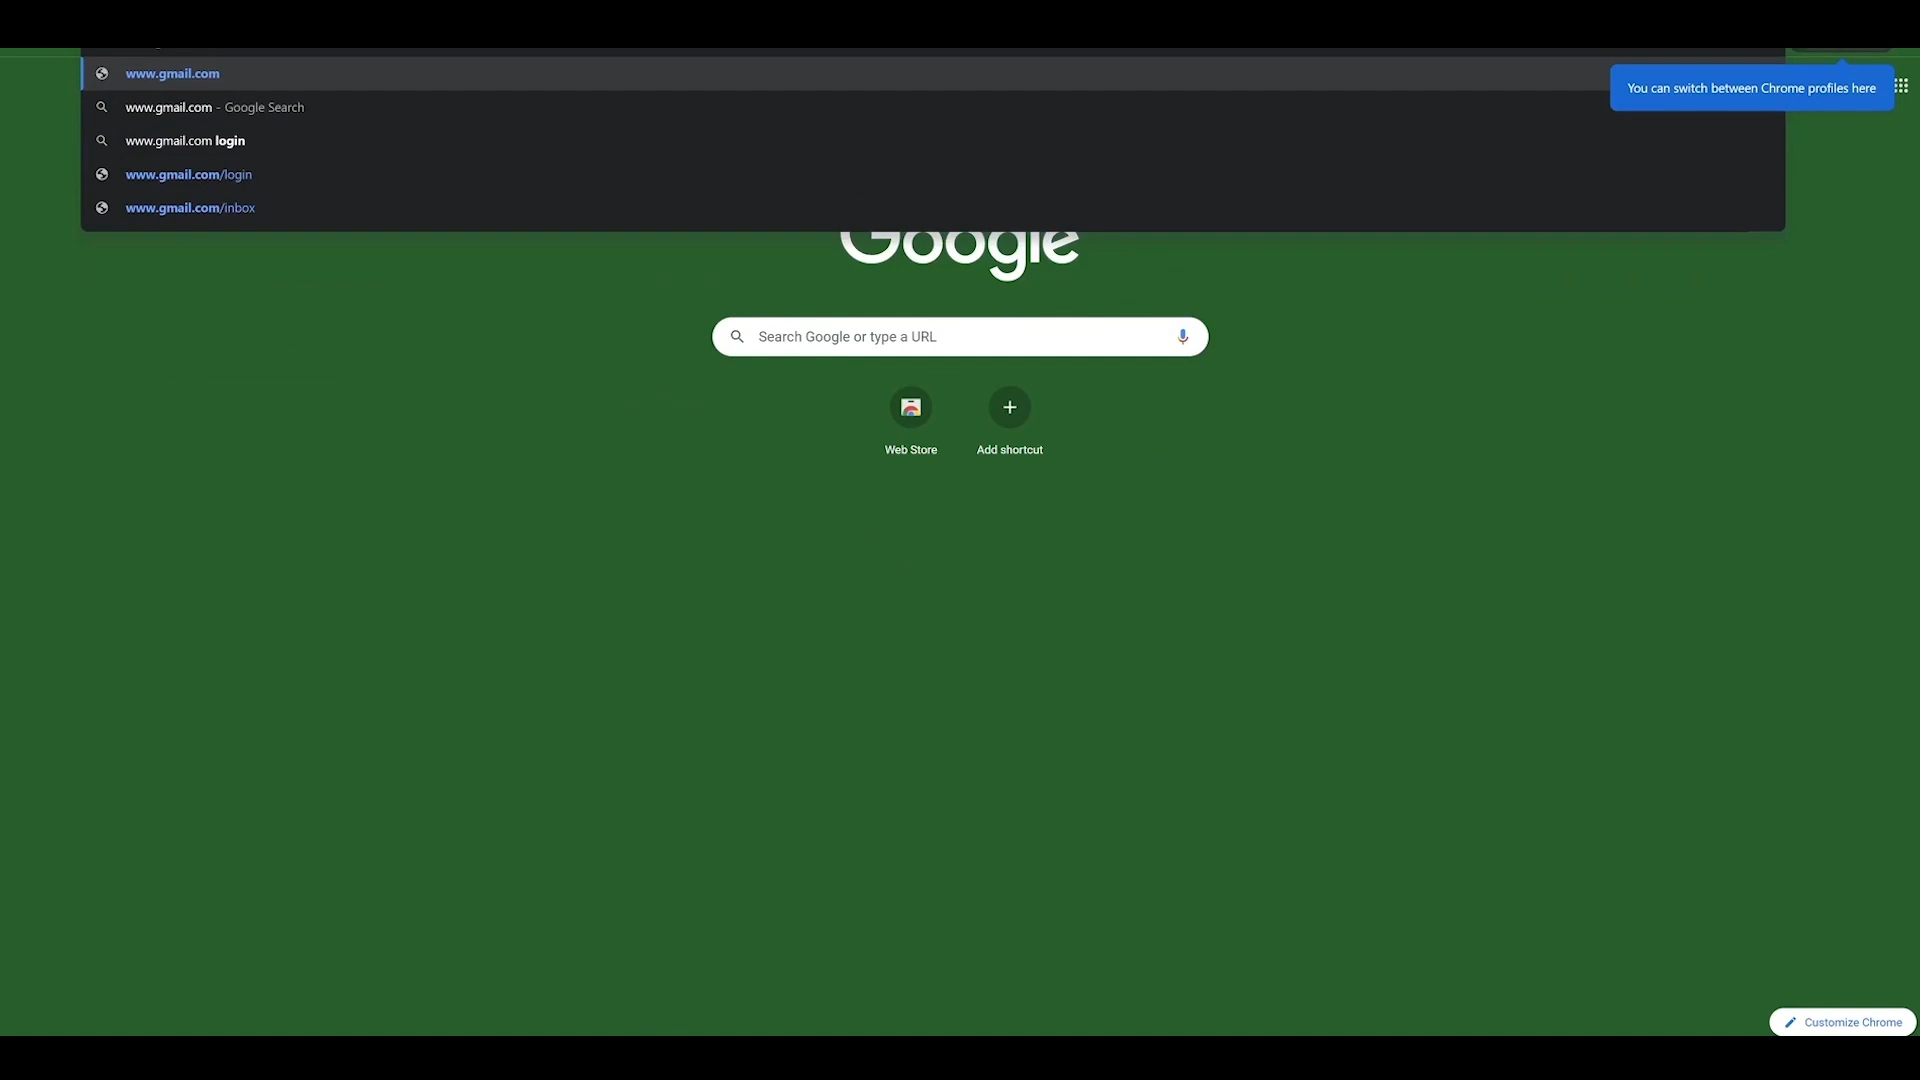 www.gmail.com
www.gmail.com - Google Search
www.gmail.com login
www.gmail.com/login
www.gmail.com/inbox
You can switch between Chrome profiles here
Google
Search Google or type a URL
Web Store
Add shortcut
Customize Chrome